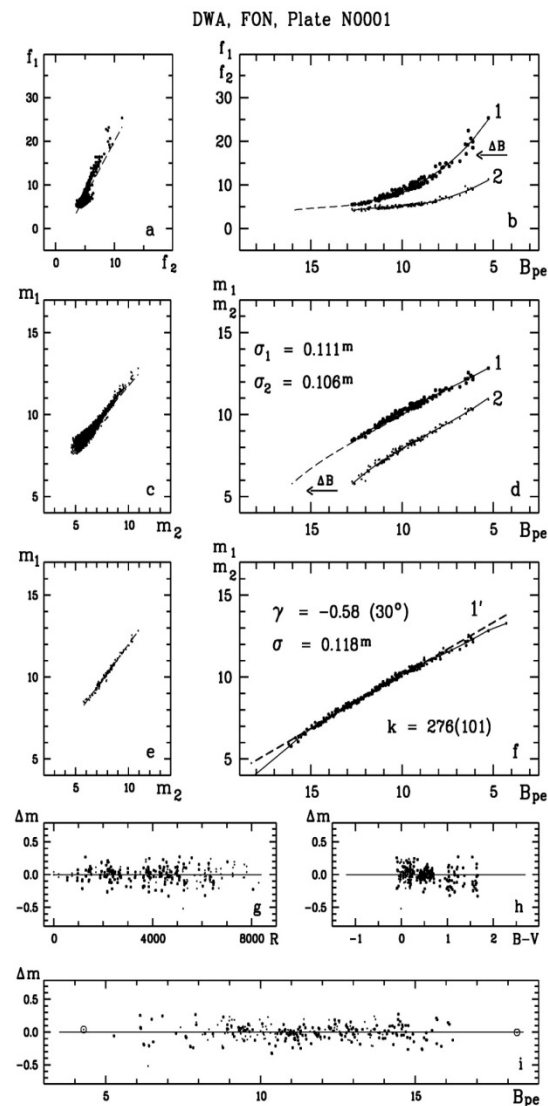 DWA, FON, Plate N0001
f₁
30
20
10
0
0 10
f₂
a
f₁
f₂
30
20
10
0
15 10 5
Bpe
1
ΔB
2
b
m₁
15
10
5
5 10
m₂
c
m₁
m₂
15
10
5
15 10 5
Bpe
σ₁ = 0.111ᵐ
σ₂ = 0.106ᵐ
1
2
ΔB
d
m₁
15
10
5
5 10
m₂
e
m₁
m₂
15
10
5
15 10 5
Bpe
γ = −0.58 (30°)
σ = 0.118ᵐ
1'
k = 276(101)
f
Δm
0.5
0.0
−0.5
0 4000 8000 R
g
Δm
0.5
0.0
−0.5
−1 0 1 2 B−V
h
Δm
0.5
0.0
−0.5
5 10 15 Bpe
i